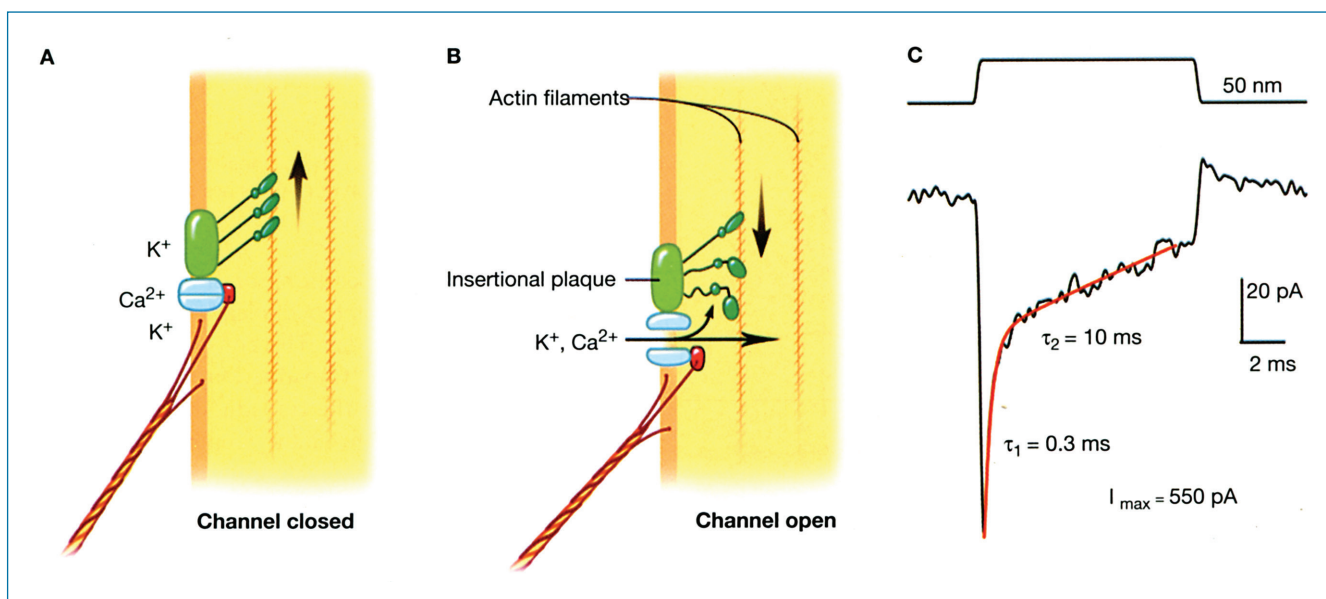 A
K⁺
Ca²⁺
K⁺
Channel closed
B
Actin filaments
Insertional plaque
K⁺, Ca²⁺
Channel open
C
50 nm
20 pA
2 ms
τ₂ = 10 ms
τ₁ = 0.3 ms
I max = 550 pA